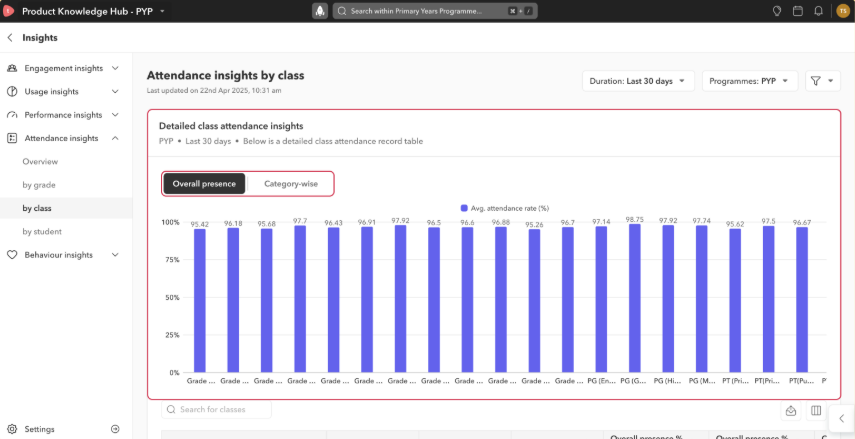 Product Knowledge Hub - PYP
Search within Primary Years Programme... ⌘ + /
TS
Insights
Engagement insights
Usage insights
Performance insights
Attendance insights
Overview
by grade
by class
by student
Behaviour insights
Settings
Attendance insights by class
Last updated on 22nd Apr 2025, 10:31 am
Duration: Last 30 days
Programmes: PYP
Detailed class attendance insights
PYP • Last 30 days • Below is a detailed class attendance record table
Overall presence Category-wise
Avg. attendance rate (%)
95.42 96.18 95.68 97.7 96.43 96.91 97.92 96.5 96.6 96.88 95.26 96.7 97.14 98.75 97.92 97.74 95.62 97.5 96.67
100%
75%
50%
25%
0%
Grade ... Grade ... Grade ... Grade ... Grade ... Grade ... Grade ... Grade ... Grade ... Grade ... Grade ... Grade ... PG (En... PG (G... PG (Hi... PG (M... PT (Pri... PT(Pri... PT(Pu...
Search for classes
Overall presence % Overall presence %